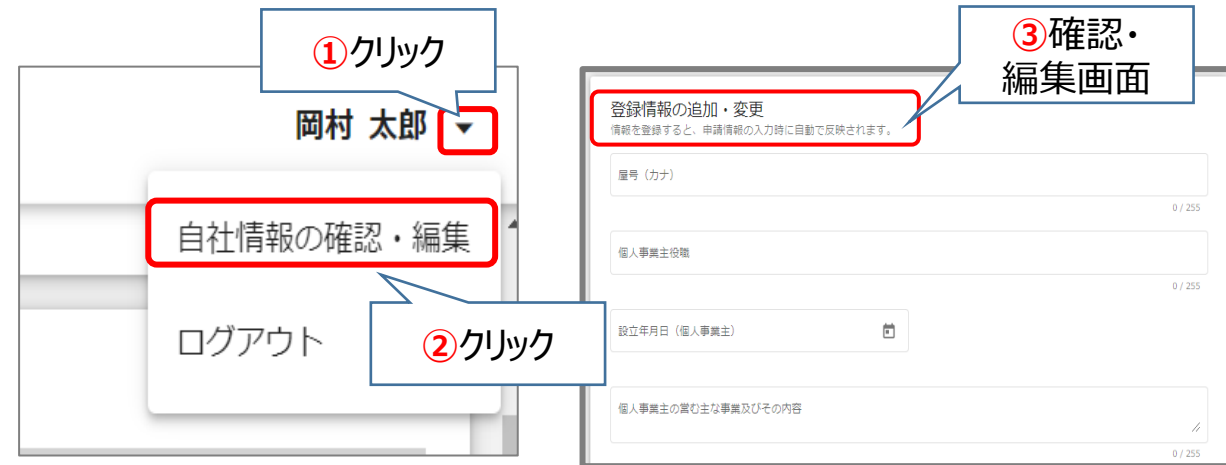 ①クリック
岡村 太郎
自社情報の確認・編集
ログアウト
②クリック
③確認・
編集画面
登録情報の追加・変更
情報を登録すると、申請情報の入力時に自動で反映されます。
屋号（カナ）
0 / 255
個人事業主役職
0 / 255
設立年月日（個人事業主）
個人事業主の営む主な事業及びその内容
0 / 255